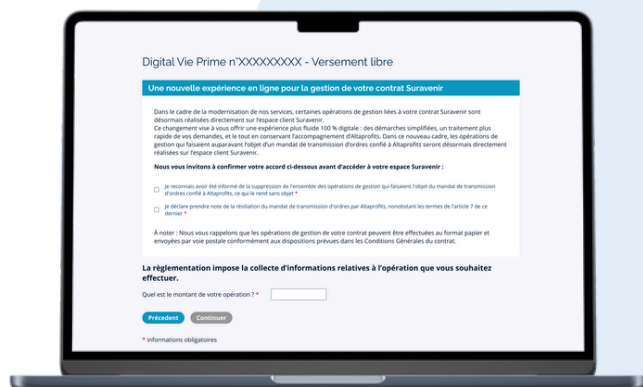 Digital Vie Prime n°XXXXXXXXX - Versement libre
Une nouvelle expérience en ligne pour la gestion de votre contrat Suravenir
Dans le cadre de la modernisation de nos services, certaines opérations de gestion liées à votre contrat Suravenir sont
désormais réalisées directement sur l'espace client Suravenir.
Ce changement vise à vous offrir une expérience plus fluide 100 % digitale : des démarches simplifiées, un traitement plus
rapide de vos demandes, et le tout en conservant l'accompagnement d'Altaprofits. Dans ce nouveau cadre, les opérations de
gestion qui faisaient auparavant l'objet d'un mandat de transmission d'ordres confié à Altaprofits seront désormais directement
réalisées sur l'espace client Suravenir.
Nous vous invitons à confirmer votre accord ci-dessous avant d'accéder à votre espace Suravenir :
Je reconnais avoir été informé de la suppression de l'ensemble des opérations de gestion qui faisaient l'objet du mandat de transmission
d'ordres confié à Altaprofits, ce qui le rend sans objet *
Je déclare prendre note de la résiliation du mandat de transmission d'ordres par Altaprofits, nonobstant les termes de l'article 7 de ce
dernier *
À noter : Nous vous rappelons que les opérations de gestion de votre contrat peuvent être effectuées au format papier et
envoyées par voie postale conformément aux dispositions prévues dans les Conditions Générales du contrat.
La règlementation impose la collecte d'informations relatives à l'opération que vous souhaitez
effectuer.
Quel est le montant de votre opération ? *
Précedent Continuer
* informations obligatoires